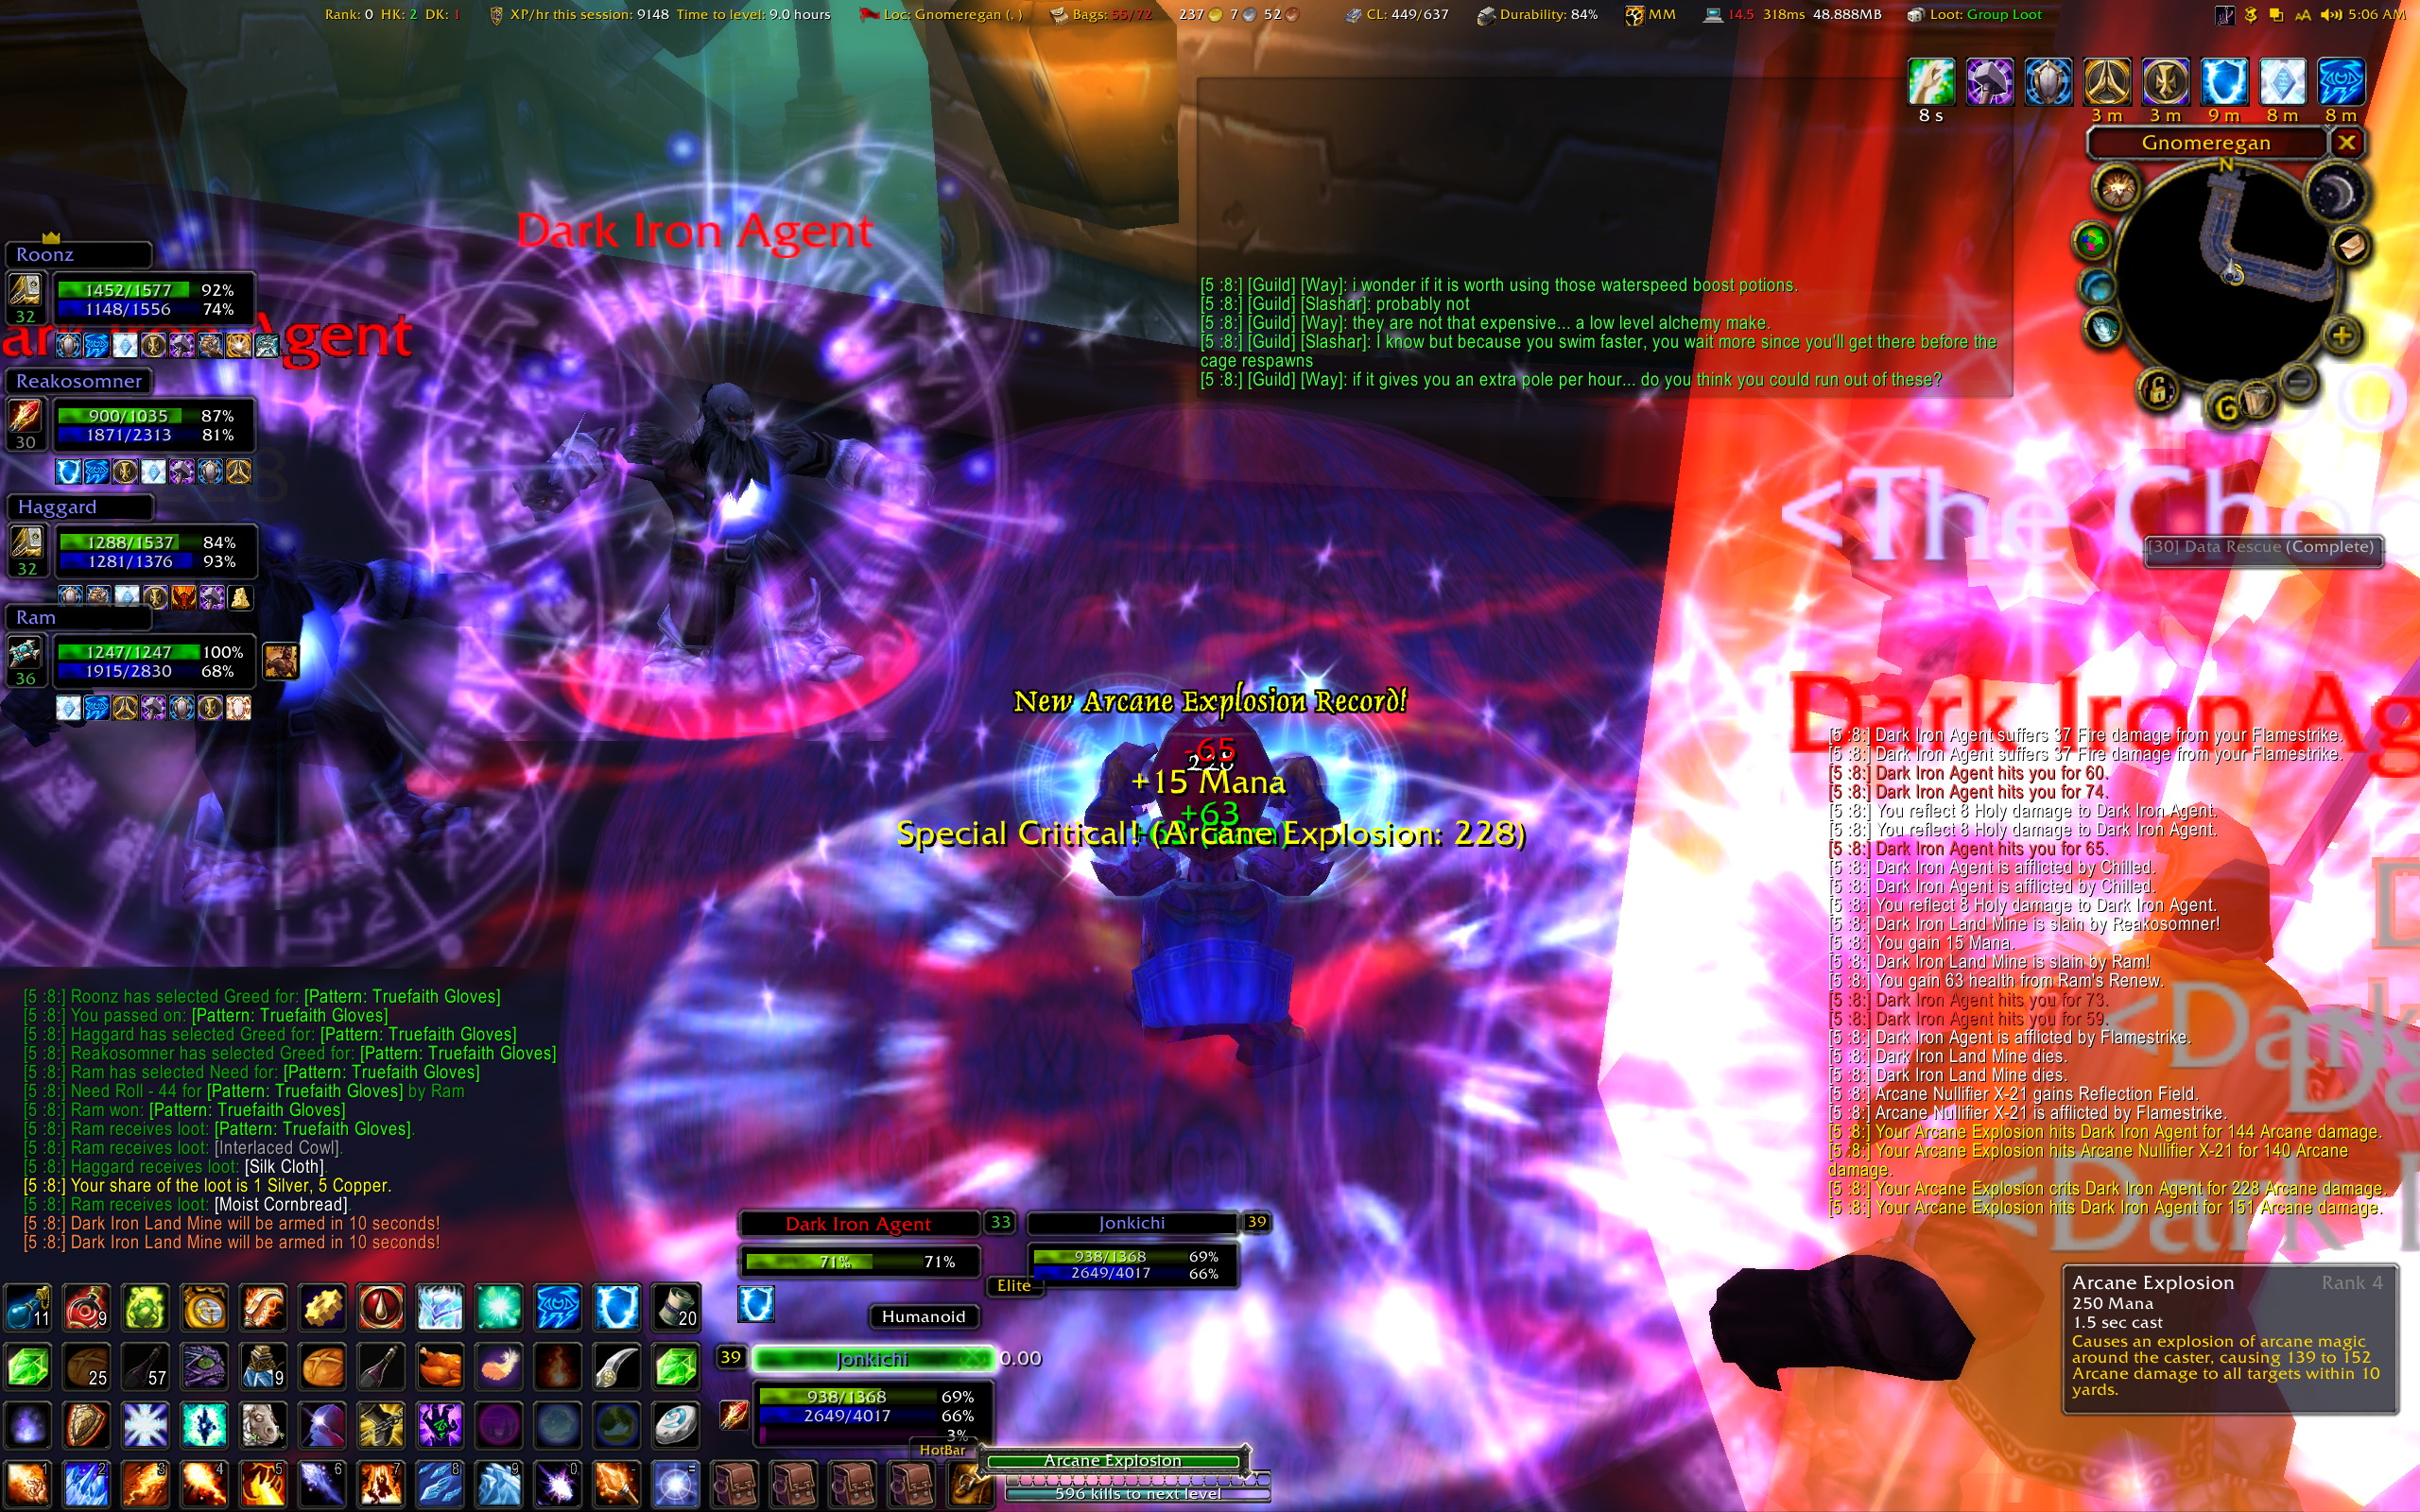 Rank: 0 HK: 2 DK: 1 XP/hr this session: 9148 Time to level: 9.0 hours Loc: Gnomeregan (, ) Bags: 55/72 237 7 52 CL: 449/637 Durability: 84% MM 14.5 318ms 48.888MB Loot: Group Loot 5:06 AM
8 s 3 m 3 m 9 m 8 m 8 m
Gnomeregan
N
Dark Iron Agent
Roonz
1452/1577 92%
1148/1556 74%
32
ark Iron Agent
Reakosomner
900/1035 87%
1871/2313 81%
30
Haggard
1288/1537 84%
1281/1376 93%
32
Ram
1247/1247 100%
1915/2830 68%
36
[5 :8:] [Guild] [Way]: i wonder if it is worth using those waterspeed boost potions.
[5 :8:] [Guild] [Slashar]: probably not
[5 :8:] [Guild] [Way]: they are not that expensive... a low level alchemy make.
[5 :8:] [Guild] [Slashar]: I know but because you swim faster, you wait more since you'll get there before the
cage respawns
[5 :8:] [Guild] [Way]: if it gives you an extra pole per hour... do you think you could run out of these?
<The Cho
[30] Data Rescue (Complete)
New Arcane Explosion Record!
-65
228
+15 Mana
+63
Special Critical! (Arcane Explosion: 228)
Dark Iron Ag
[5 :8:] Dark Iron Agent suffers 37 Fire damage from your Flamestrike.
[5 :8:] Dark Iron Agent suffers 37 Fire damage from your Flamestrike.
[5 :8:] Dark Iron Agent hits you for 60.
[5 :8:] Dark Iron Agent hits you for 74.
[5 :8:] You reflect 8 Holy damage to Dark Iron Agent.
[5 :8:] You reflect 8 Holy damage to Dark Iron Agent.
[5 :8:] Dark Iron Agent hits you for 65.
[5 :8:] Dark Iron Agent is afflicted by Chilled.
[5 :8:] Dark Iron Agent is afflicted by Chilled.
[5 :8:] You reflect 8 Holy damage to Dark Iron Agent.
[5 :8:] Dark Iron Land Mine is slain by Reakosomner!
[5 :8:] You gain 15 Mana.
[5 :8:] Dark Iron Land Mine is slain by Ram!
[5 :8:] You gain 63 health from Ram's Renew.
[5 :8:] Dark Iron Agent hits you for 73.
[5 :8:] Dark Iron Agent hits you for 59.
[5 :8:] Dark Iron Agent is afflicted by Flamestrike.
[5 :8:] Dark Iron Land Mine dies.
[5 :8:] Dark Iron Land Mine dies.
[5 :8:] Arcane Nullifier X-21 gains Reflection Field.
[5 :8:] Arcane Nullifier X-21 is afflicted by Flamestrike.
[5 :8:] Your Arcane Explosion hits Dark Iron Agent for 144 Arcane damage.
[5 :8:] Your Arcane Explosion hits Arcane Nullifier X-21 for 140 Arcane
damage.
[5 :8:] Your Arcane Explosion crits Dark Iron Agent for 228 Arcane damage.
[5 :8:] Your Arcane Explosion hits Dark Iron Agent for 151 Arcane damage.
<Dark
<Dark I
[5 :8:] Roonz has selected Greed for: [Pattern: Truefaith Gloves]
[5 :8:] You passed on: [Pattern: Truefaith Gloves]
[5 :8:] Haggard has selected Greed for: [Pattern: Truefaith Gloves]
[5 :8:] Reakosomner has selected Greed for: [Pattern: Truefaith Gloves]
[5 :8:] Ram has selected Need for: [Pattern: Truefaith Gloves]
[5 :8:] Need Roll - 44 for [Pattern: Truefaith Gloves] by Ram
[5 :8:] Ram won: [Pattern: Truefaith Gloves]
[5 :8:] Ram receives loot: [Pattern: Truefaith Gloves].
[5 :8:] Ram receives loot: [Interlaced Cowl].
[5 :8:] Haggard receives loot: [Silk Cloth].
[5 :8:] Your share of the loot is 1 Silver, 5 Copper.
[5 :8:] Ram receives loot: [Moist Cornbread].
[5 :8:] Dark Iron Land Mine will be armed in 10 seconds!
[5 :8:] Dark Iron Land Mine will be armed in 10 seconds!
Dark Iron Agent 33
71% 71%
Elite
Humanoid
Jonkichi 39
938/1368 69%
2649/4017 66%
39 Jonkichi 0.00
938/1368 69%
2649/4017 66%
3%
HotBar
Arcane Explosion
596 kills to next level
11 9 20
25 57 9
1 2 3 4 5 6 7 8 9 0 - =
Arcane Explosion Rank 4
250 Mana
1.5 sec cast
Causes an explosion of arcane magic
around the caster, causing 139 to 152
Arcane damage to all targets within 10
yards.